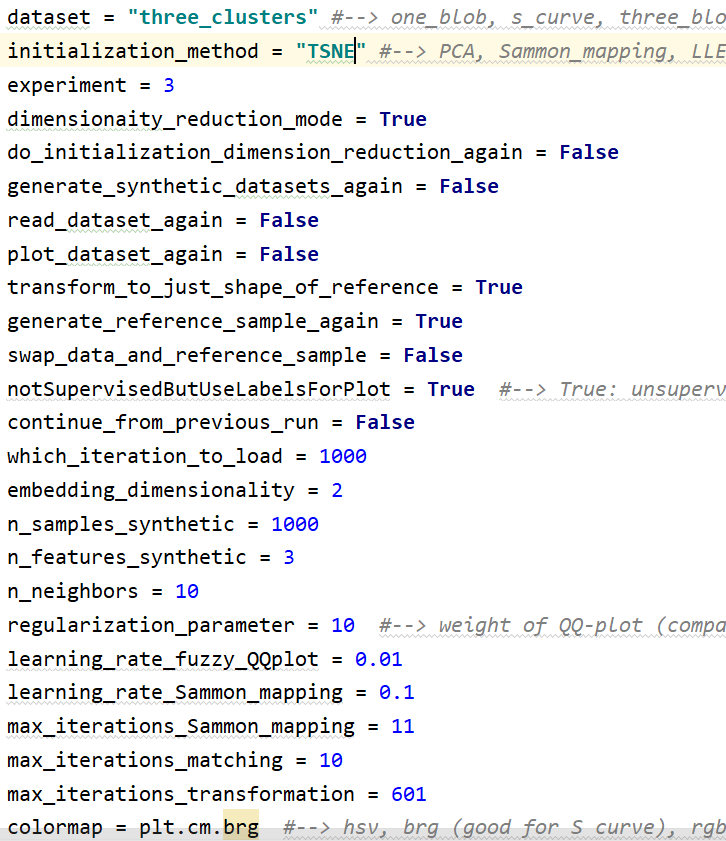 dataset = "three_clusters" #--> one_blob, s_curve, three_blo
initialization_method = "TSNE" #--> PCA, Sammon_mapping, LLE
experiment = 3
dimensionaity_reduction_mode = True
do_initialization_dimension_reduction_again = False
generate_synthetic_datasets_again = False
read_dataset_again = False
plot_dataset_again = False
transform_to_just_shape_of_reference = True
generate_reference_sample_again = True
swap_data_and_reference_sample = False
notSupervisedButUseLabelsForPlot = True  #--> True: unsuperv
continue_from_previous_run = False
which_iteration_to_load = 1000
embedding_dimensionality = 2
n_samples_synthetic = 1000
n_features_synthetic = 3
n_neighbors = 10
regularization_parameter = 10  #--> weight of QQ-plot (compa
learning_rate_fuzzy_QQplot = 0.01
learning_rate_Sammon_mapping = 0.1
max_iterations_Sammon_mapping = 11
max_iterations_matching = 10
max_iterations_transformation = 601
colormap = plt.cm.brg  #--> hsv, brg (good for S curve), rgb